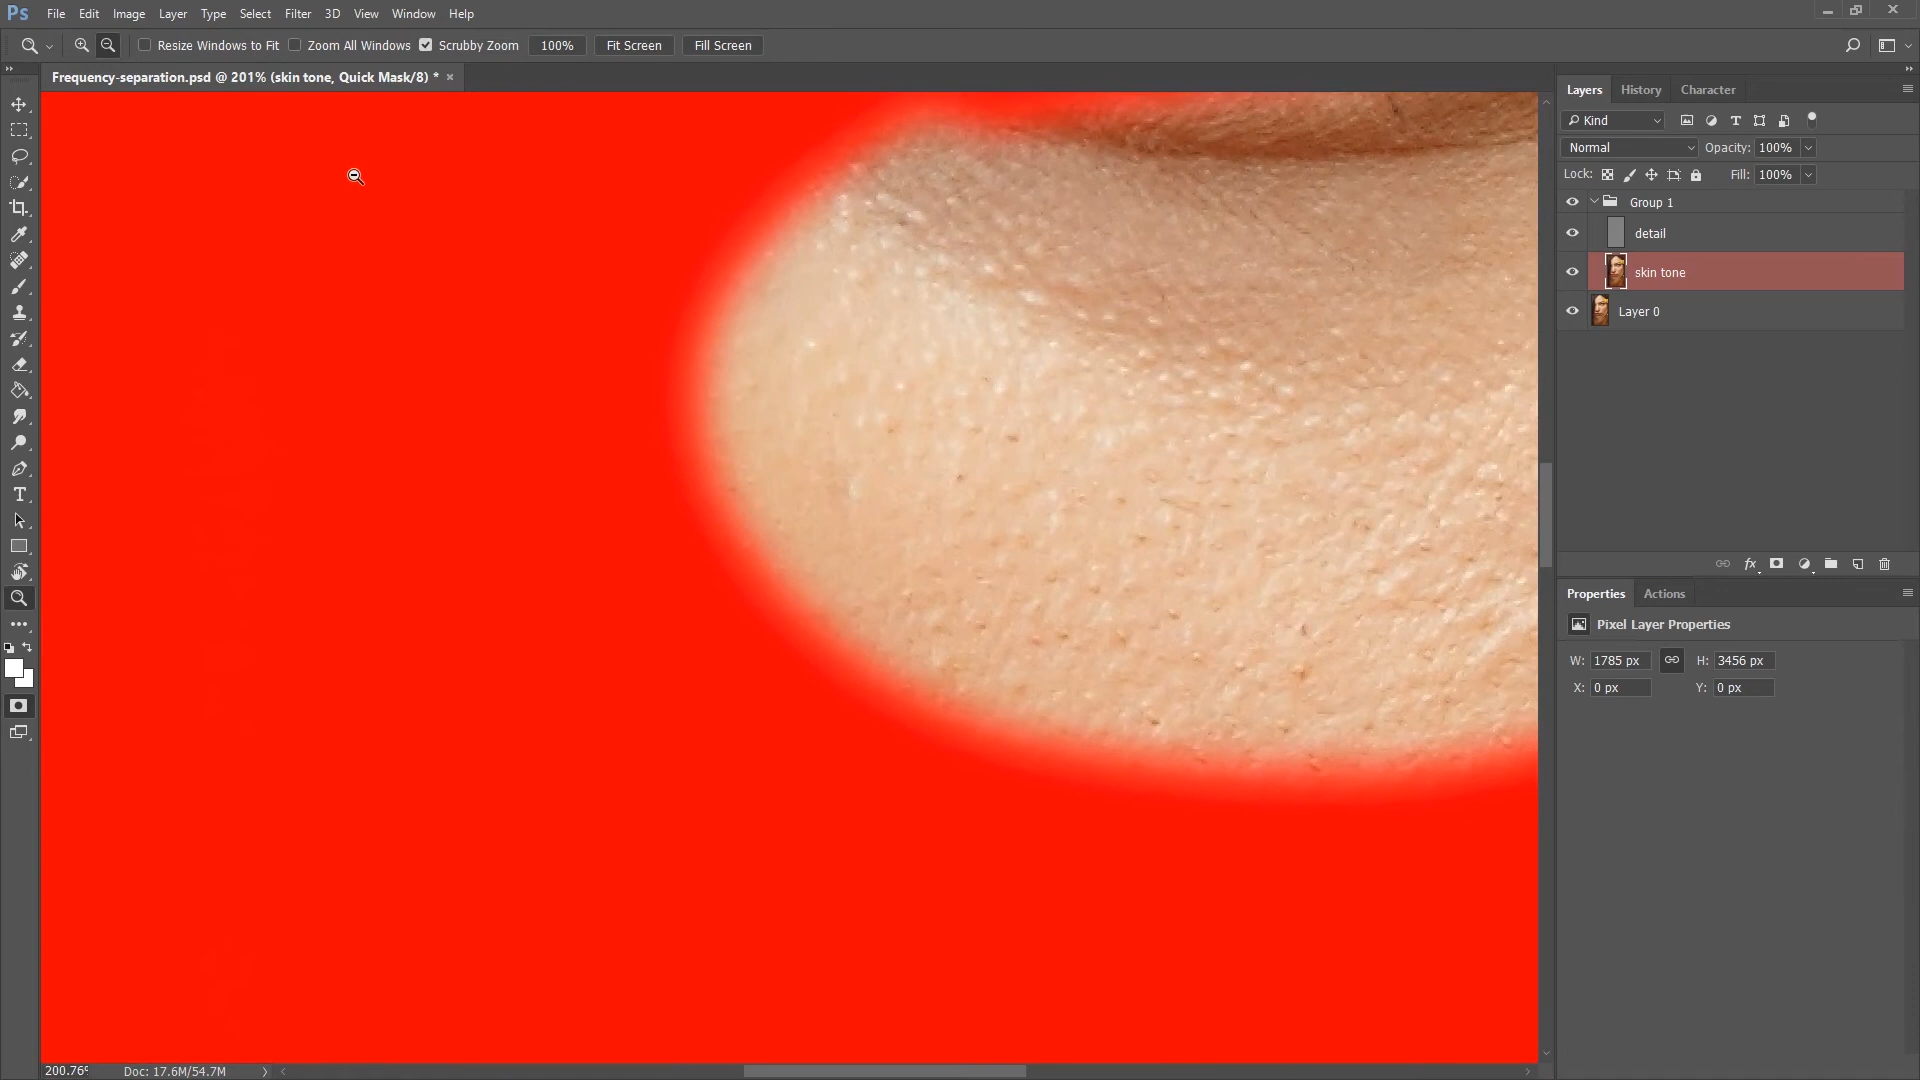 Ps File Edit Image Layer Type Select Filter 3D View Window Help
Resize Windows to Fit Zoom All Windows Scrubby Zoom 100% Fit Screen Fill Screen
Frequency-separation.psd @ 201% (skin tone, Quick Mask/8) * ×
Layers History Character
Kind
Normal Opacity: 100%
Lock: Fill: 100%
Group 1
detail
skin tone
Layer 0
fx
Properties Actions
Pixel Layer Properties
W: 1785 px H: 3456 px
X: 0 px Y: 0 px
200.76% Doc: 17.6M/54.7M